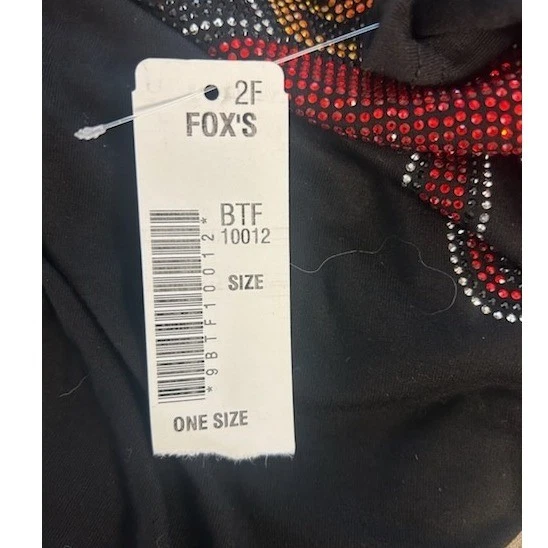 2F
FOX'S
BTF
10012
SIZE
*9BTF10012*
ONE SIZE